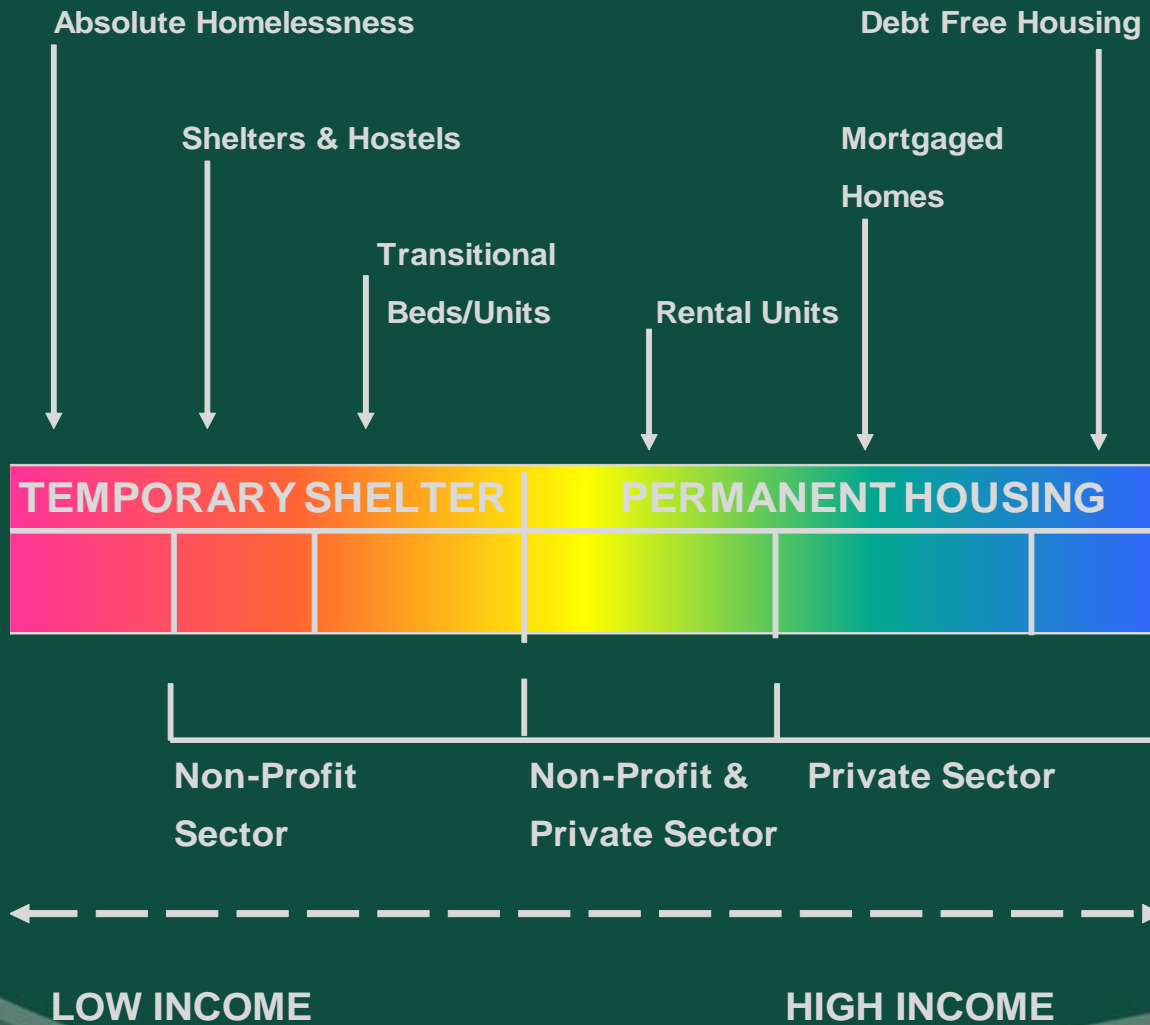 Absolute Homelessness
Debt Free Housing
Shelters & Hostels
Mortgaged
Homes
Transitional
Beds/Units
Rental Units
TEMPORARY SHELTER
PERMANENT HOUSING
Non-Profit
Sector
Non-Profit &
Private Sector
Private Sector
LOW INCOME
HIGH INCOME